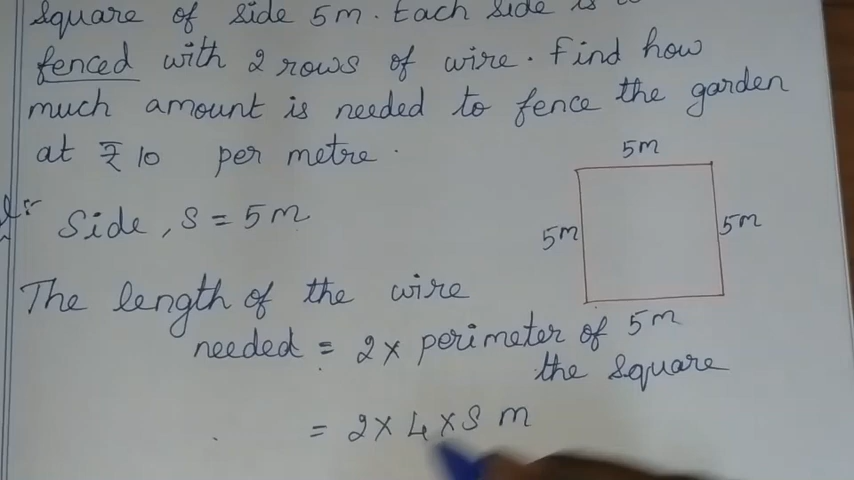 Square of side 5m. Each side is to
fenced with 2 rows of wire. Find how
much amount is needed to fence the garden
at ₹10 per metre.
5m
Side, S = 5m
5m
5m
The length of the wire
5m
needed = 2 × perimeter of
the square
= 2 × 4 × S m